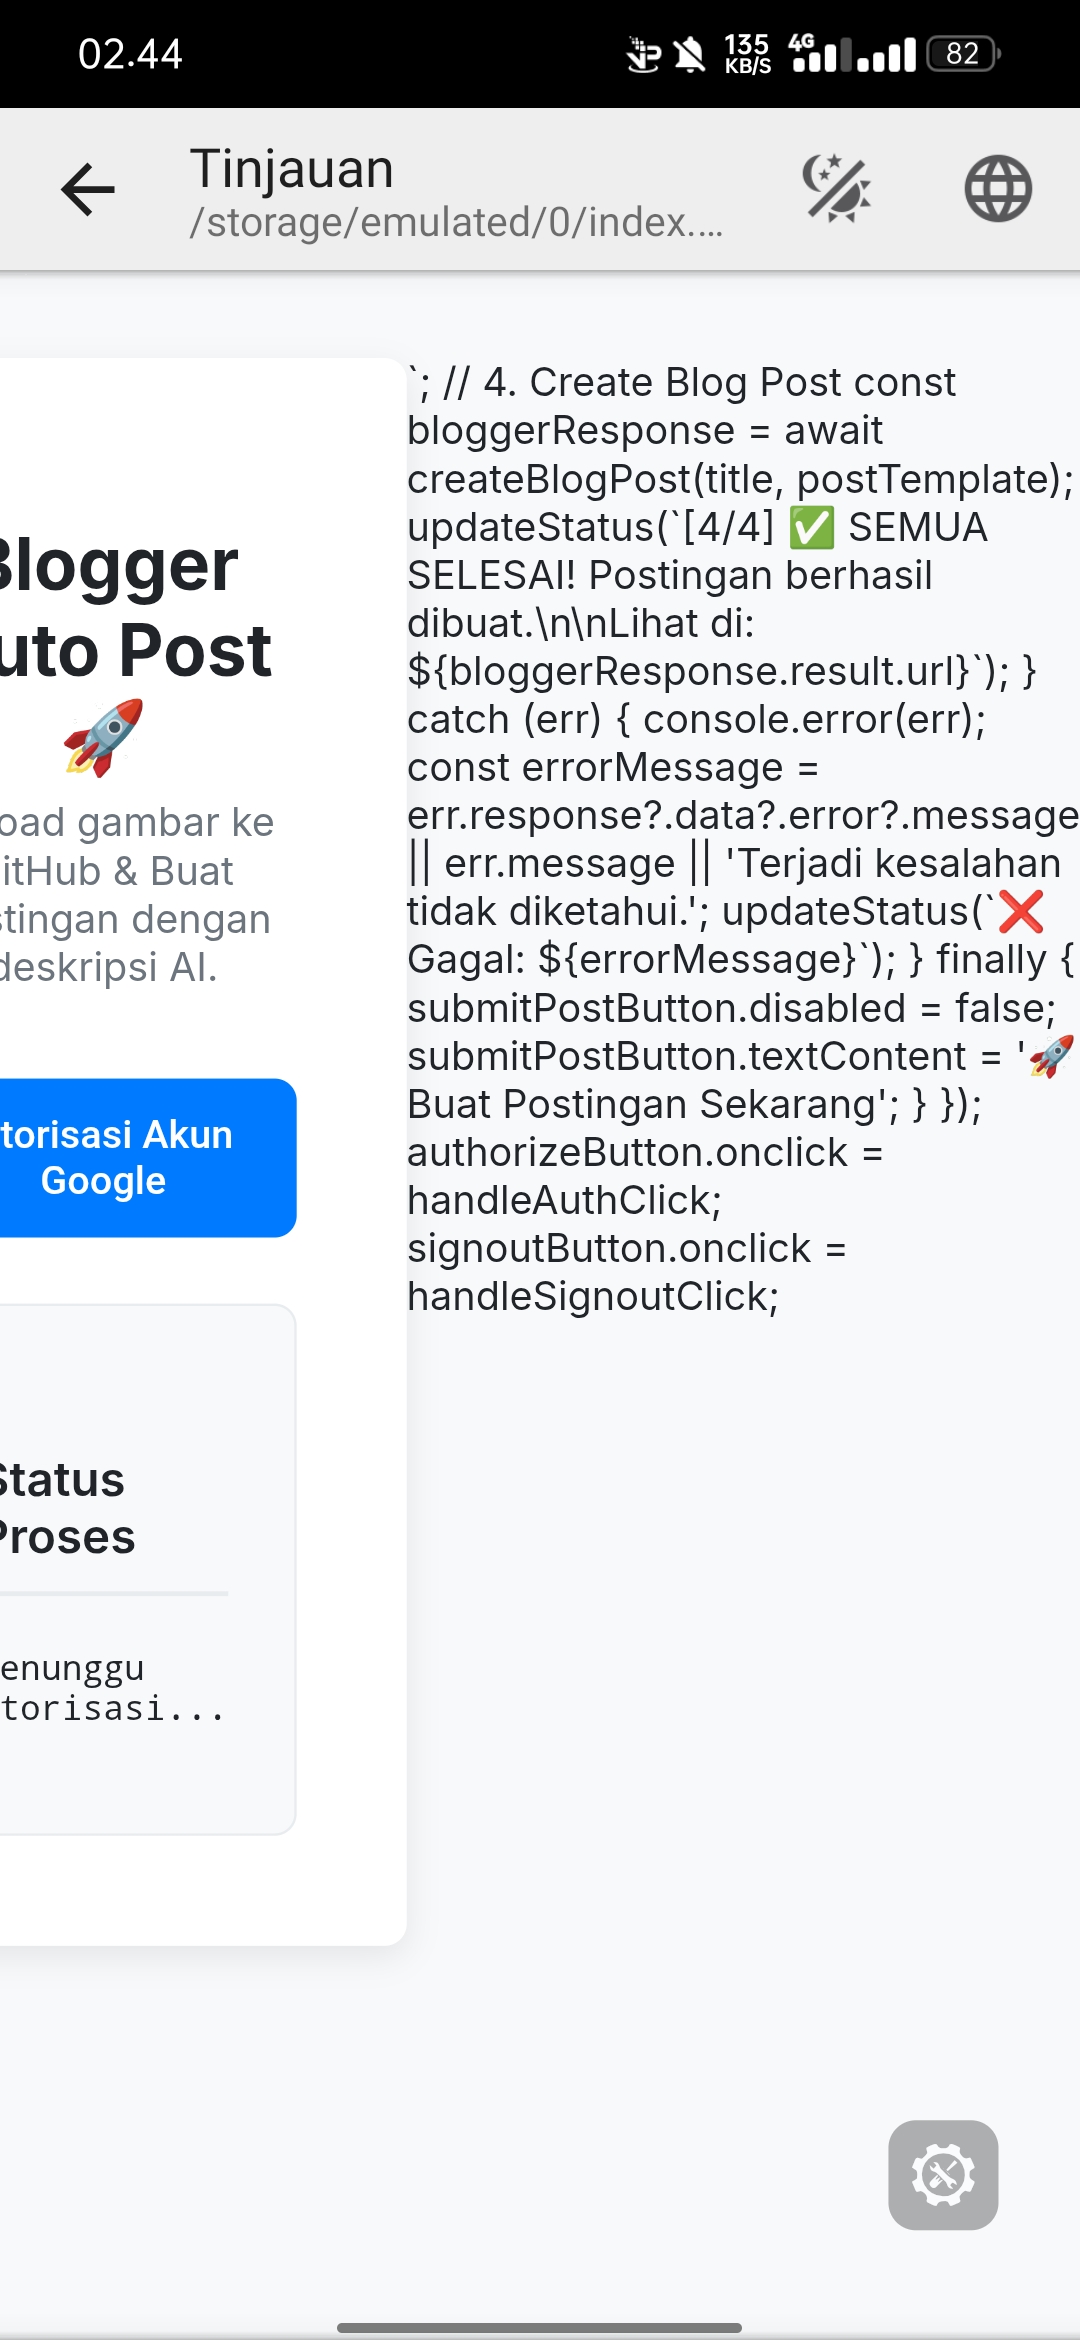 02.44
135
KB/S
4G
82
Tinjauan
/storage/emulated/0/index....
Blogger
uto Post
🚀
oad gambar ke
itHub & Buat
stingan dengan
deskripsi AI.
torisasi Akun
Google
Status
Proses
enunggu
torisasi...
`; // 4. Create Blog Post const
bloggerResponse = await
createBlogPost(title, postTemplate);
updateStatus(`[4/4] ✅ SEMUA
SELESAI! Postingan berhasil
dibuat.\n\nLihat di:
${bloggerResponse.result.url}`); }
catch (err) { console.error(err);
const errorMessage =
err.response?.data?.error?.message
|| err.message || 'Terjadi kesalahan
tidak diketahui.'; updateStatus(`❌
Gagal: ${errorMessage}`); } finally {
submitPostButton.disabled = false;
submitPostButton.textContent = '🚀
Buat Postingan Sekarang'; } });
authorizeButton.onclick =
handleAuthClick;
signoutButton.onclick =
handleSignoutClick;